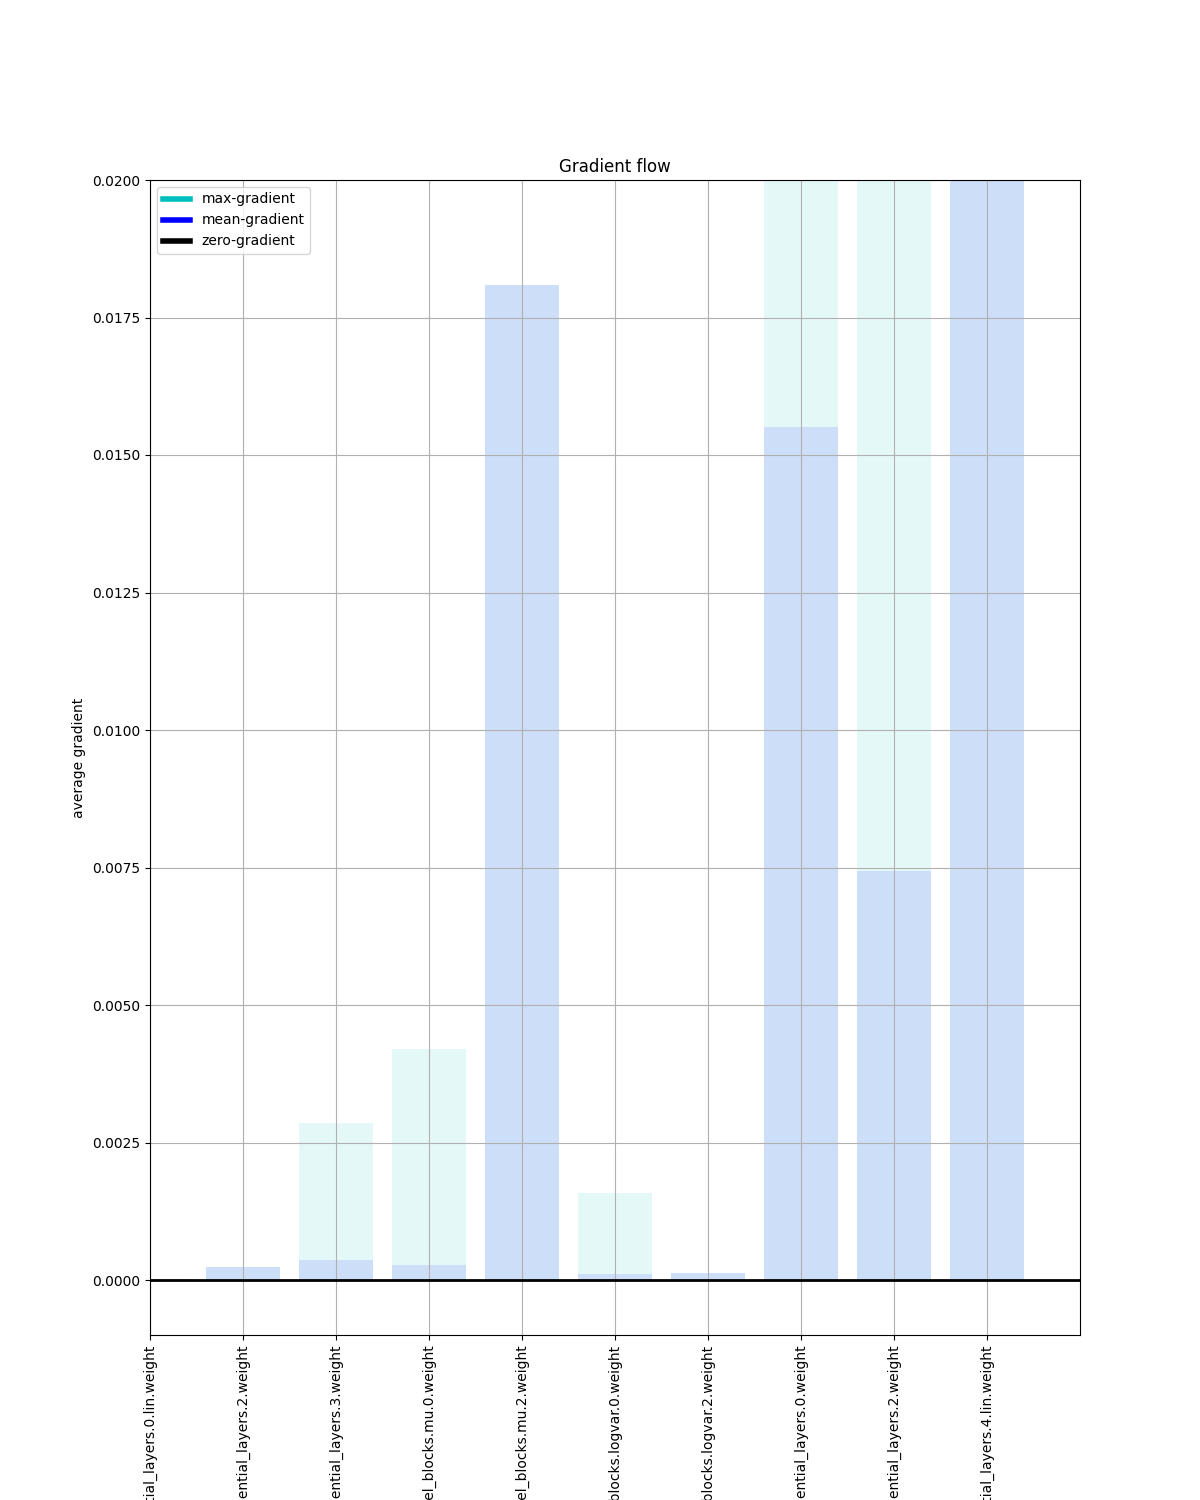 Gradient flow
max-gradient
mean-gradient
zero-gradient
0.0200
0.0175
0.0150
0.0125
0.0100
0.0075
0.0050
0.0025
0.0000
average gradient
tial_layers.0.lin.weight
ential_layers.2.weight
ential_layers.3.weight
el_blocks.mu.0.weight
el_blocks.mu.2.weight
blocks.logvar.0.weight
blocks.logvar.2.weight
ential_layers.0.weight
ential_layers.2.weight
tial_layers.4.lin.weight